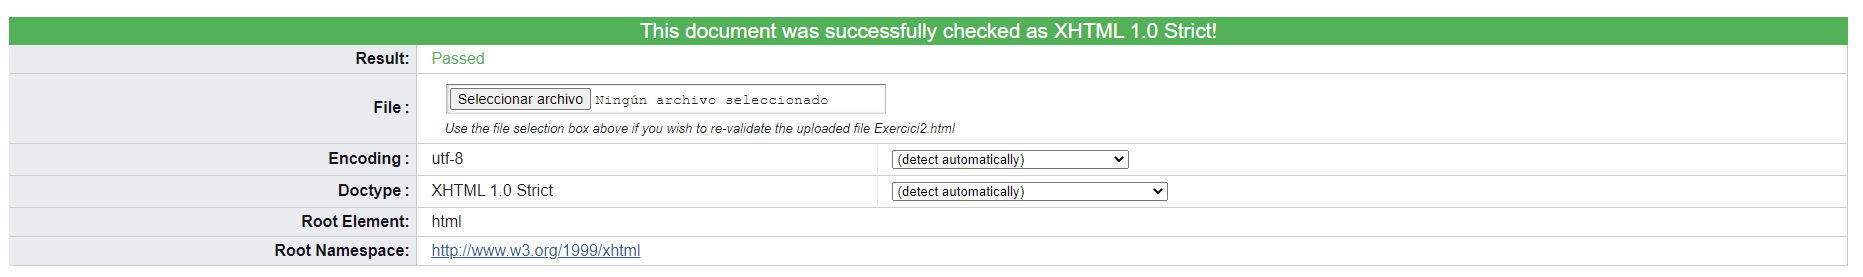 This document was successfully checked as XHTML 1.0 Strict!
Result: Passed
File : Seleccionar archivo Ningún archivo seleccionado
Use the file selection box above if you wish to re-validate the uploaded file Exercici2.html
Encoding : utf-8 (detect automatically)
Doctype : XHTML 1.0 Strict (detect automatically)
Root Element: html
Root Namespace: http://www.w3.org/1999/xhtml